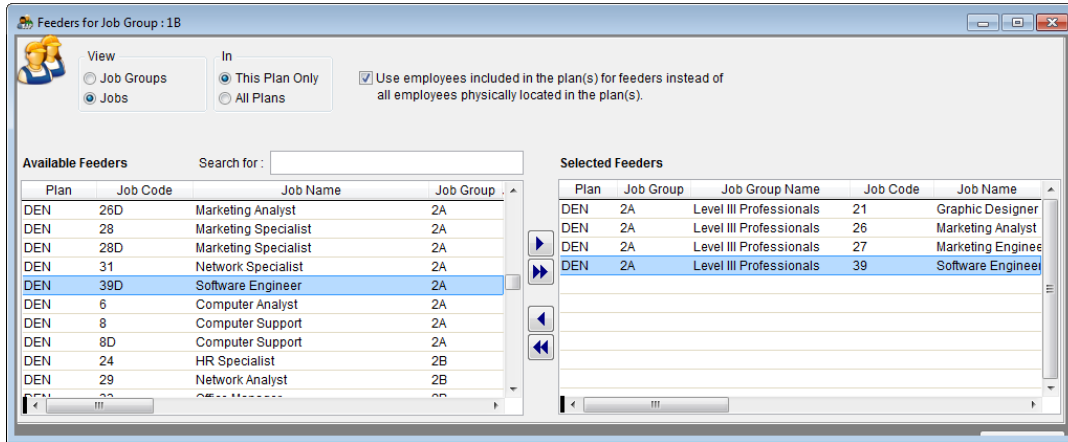 Feeders for Job Group : 1B
View
In
Job Groups
This Plan Only
Use employees included in the plan(s) for feeders instead of
all employees physically located in the plan(s).
Jobs
All Plans
Available Feeders
Search for :
Selected Feeders
Plan Job Code Job Name Job Group
DEN 26D Marketing Analyst 2A
DEN 28 Marketing Specialist 2A
DEN 28D Marketing Specialist 2A
DEN 31 Network Specialist 2A
DEN 39D Software Engineer 2A
DEN 6 Computer Analyst 2A
DEN 8 Computer Support 2A
DEN 8D Computer Support 2A
DEN 24 HR Specialist 2B
DEN 29 Network Analyst 2B
Plan Job Group Job Group Name Job Code Job Name
DEN 2A Level III Professionals 21 Graphic Designer
DEN 2A Level III Professionals 26 Marketing Analyst
DEN 2A Level III Professionals 27 Marketing Enginee
DEN 2A Level III Professionals 39 Software Engineer